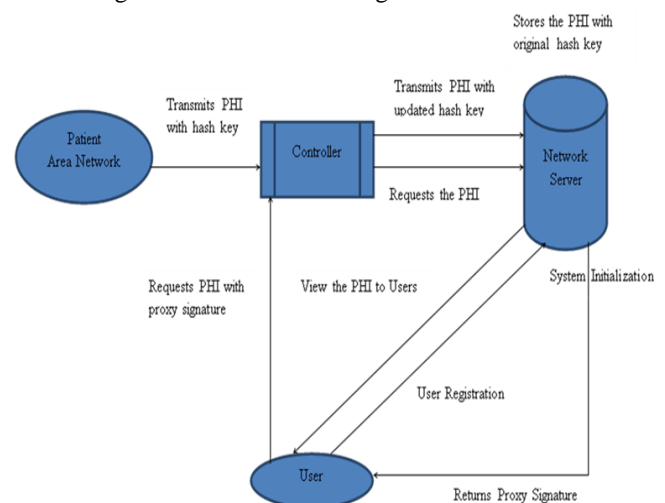 Stores the PHI with
original hash key
Transmits PHI
with hash key
Transmits PHI with
updated hash key
Patient
Area Network
Controller
Network
Server
Requests the PHI
Requests PHI with
proxy signature
View the PHI to Users
System Initialization
User Registration
User
Returns Proxy Signature